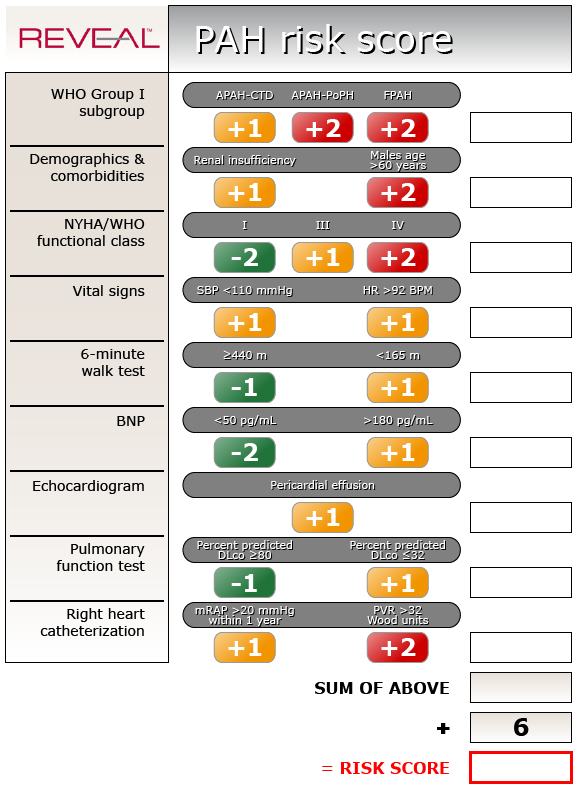 REVEAL™
PAH risk score
WHO Group I
subgroup
APAH-CTD APAH-PoPH FPAH
+1 +2 +2
Demographics &
comorbidities
Renal insufficiency Males age
>60 years
+1 +2
NYHA/WHO
functional class
I III IV
-2 +1 +2
Vital signs
SBP <110 mmHg HR >92 BPM
+1 +1
6-minute
walk test
≥440 m <165 m
-1 +1
BNP
<50 pg/mL >180 pg/mL
-2 +1
Echocardiogram
Pericardial effusion
+1
Pulmonary
function test
Percent predicted Percent predicted
DLco ≥80 DLco ≤32
-1 +1
Right heart
catheterization
mRAP >20 mmHg PVR >32
within 1 year Wood units
+1 +2
SUM OF ABOVE
+ 6
= RISK SCORE